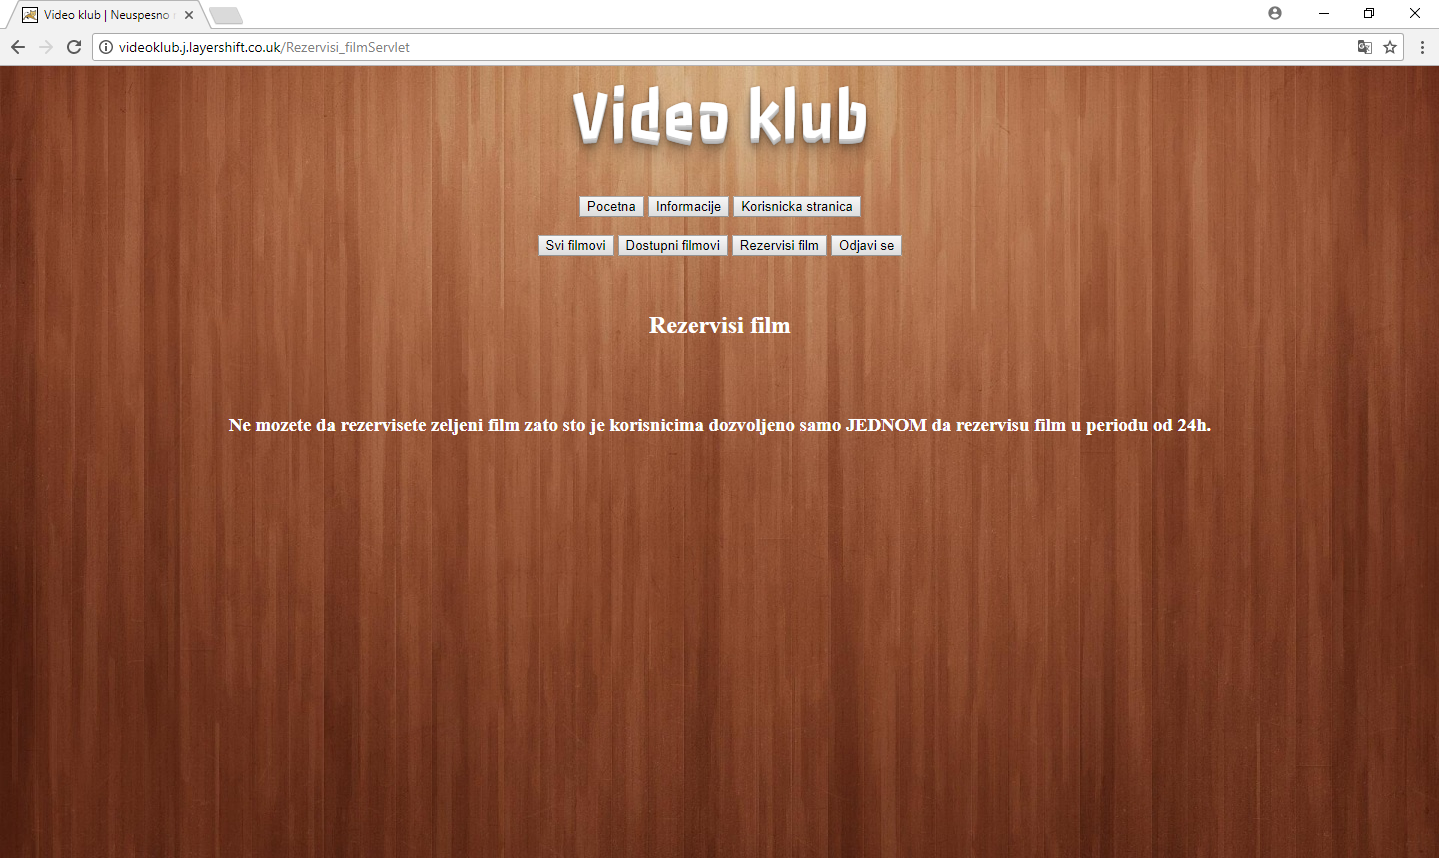 Video klub | Neuspesno
videoklub.j.layershift.co.uk/Rezervisi_filmServlet
Video klub
Pocetna Informacije Korisnicka stranica
Svi filmovi Dostupni filmovi Rezervisi film Odjavi se
Rezervisi film
Ne mozete da rezervisete zeljeni film zato sto je korisnicima dozvoljeno samo JEDNOM da rezervisu film u periodu od 24h.